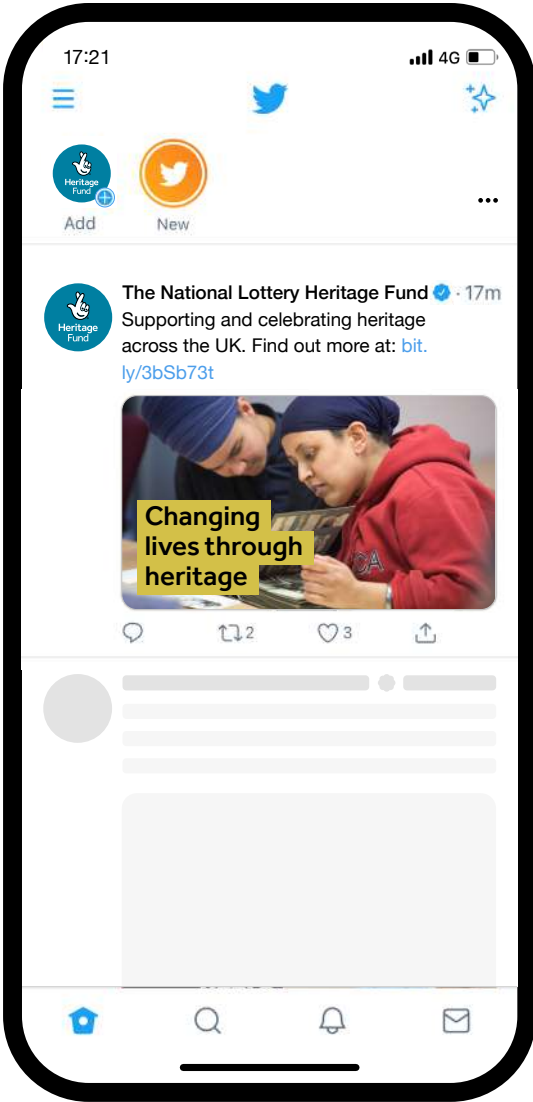 17:21
4G
Heritage
Fund
Add
New
The National Lottery Heritage Fund · 17m
Heritage
Fund
Supporting and celebrating heritage
across the UK. Find out more at: bit.
ly/3bSb73t
Changing
lives through
heritage
CA
2
3